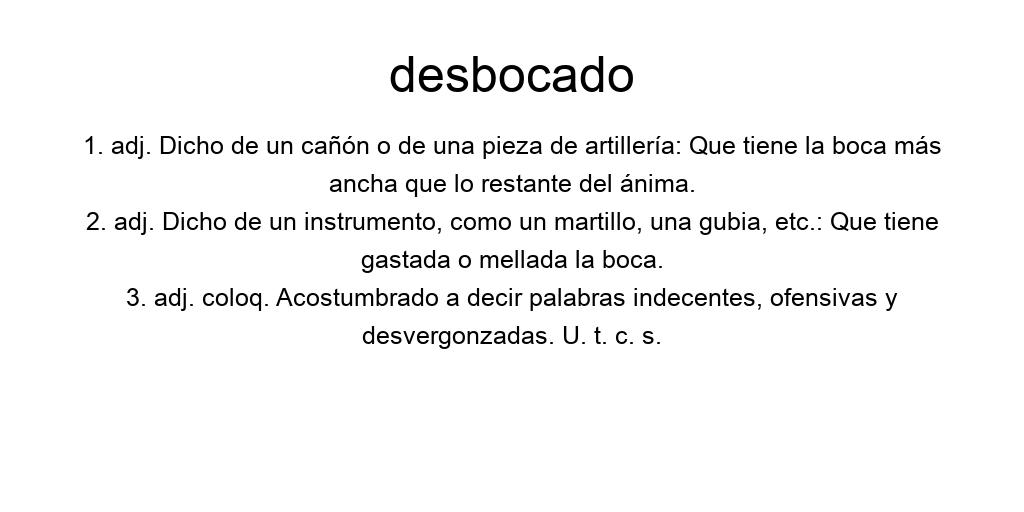 desbocado
1. adj. Dicho de un cañón o de una pieza de artillería: Que tiene la boca más
ancha que lo restante del ánima.
2. adj. Dicho de un instrumento, como un martillo, una gubia, etc.: Que tiene
gastada o mellada la boca.
3. adj. coloq. Acostumbrado a decir palabras indecentes, ofensivas y
desvergonzadas. U. t. c. s.